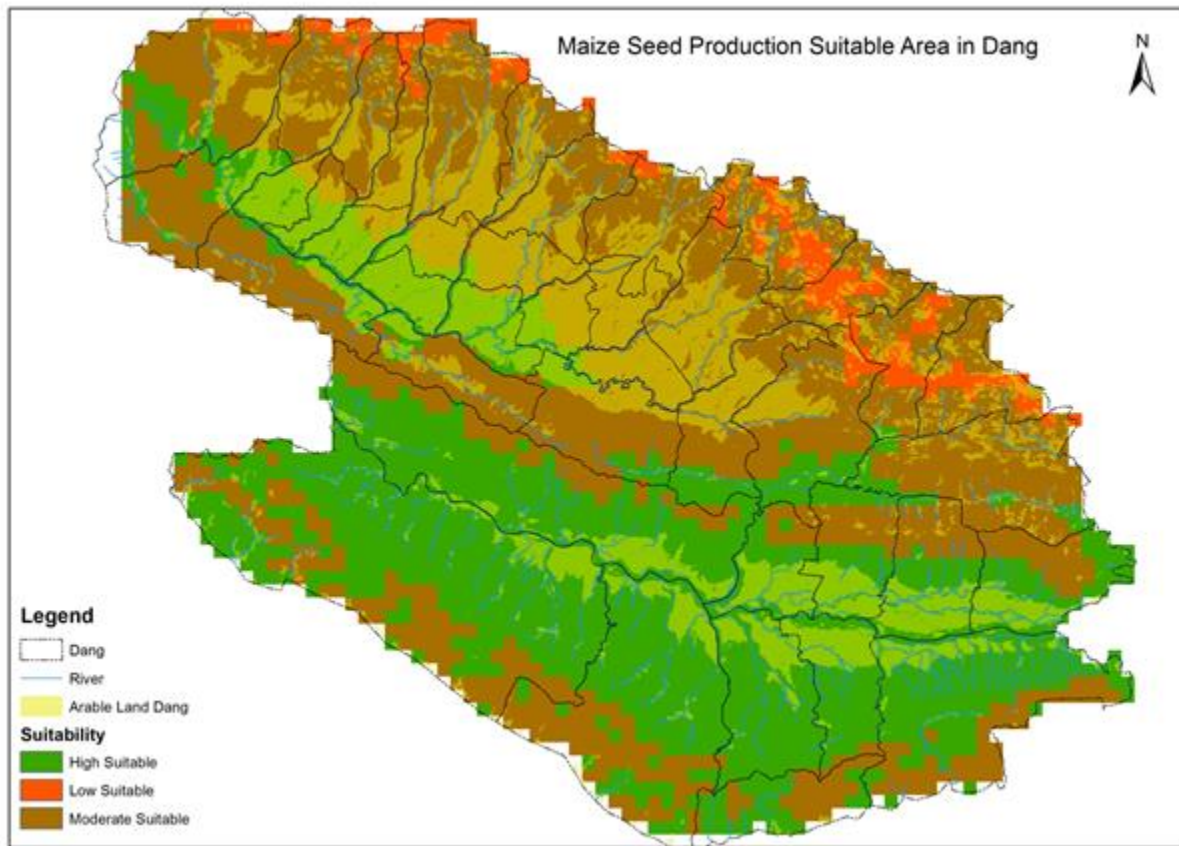 Maize Seed Production Suitable Area in Dang
N
Legend
Dang
River
Arable Land Dang
Suitability
High Suitable
Low Suitable
Moderate Suitable